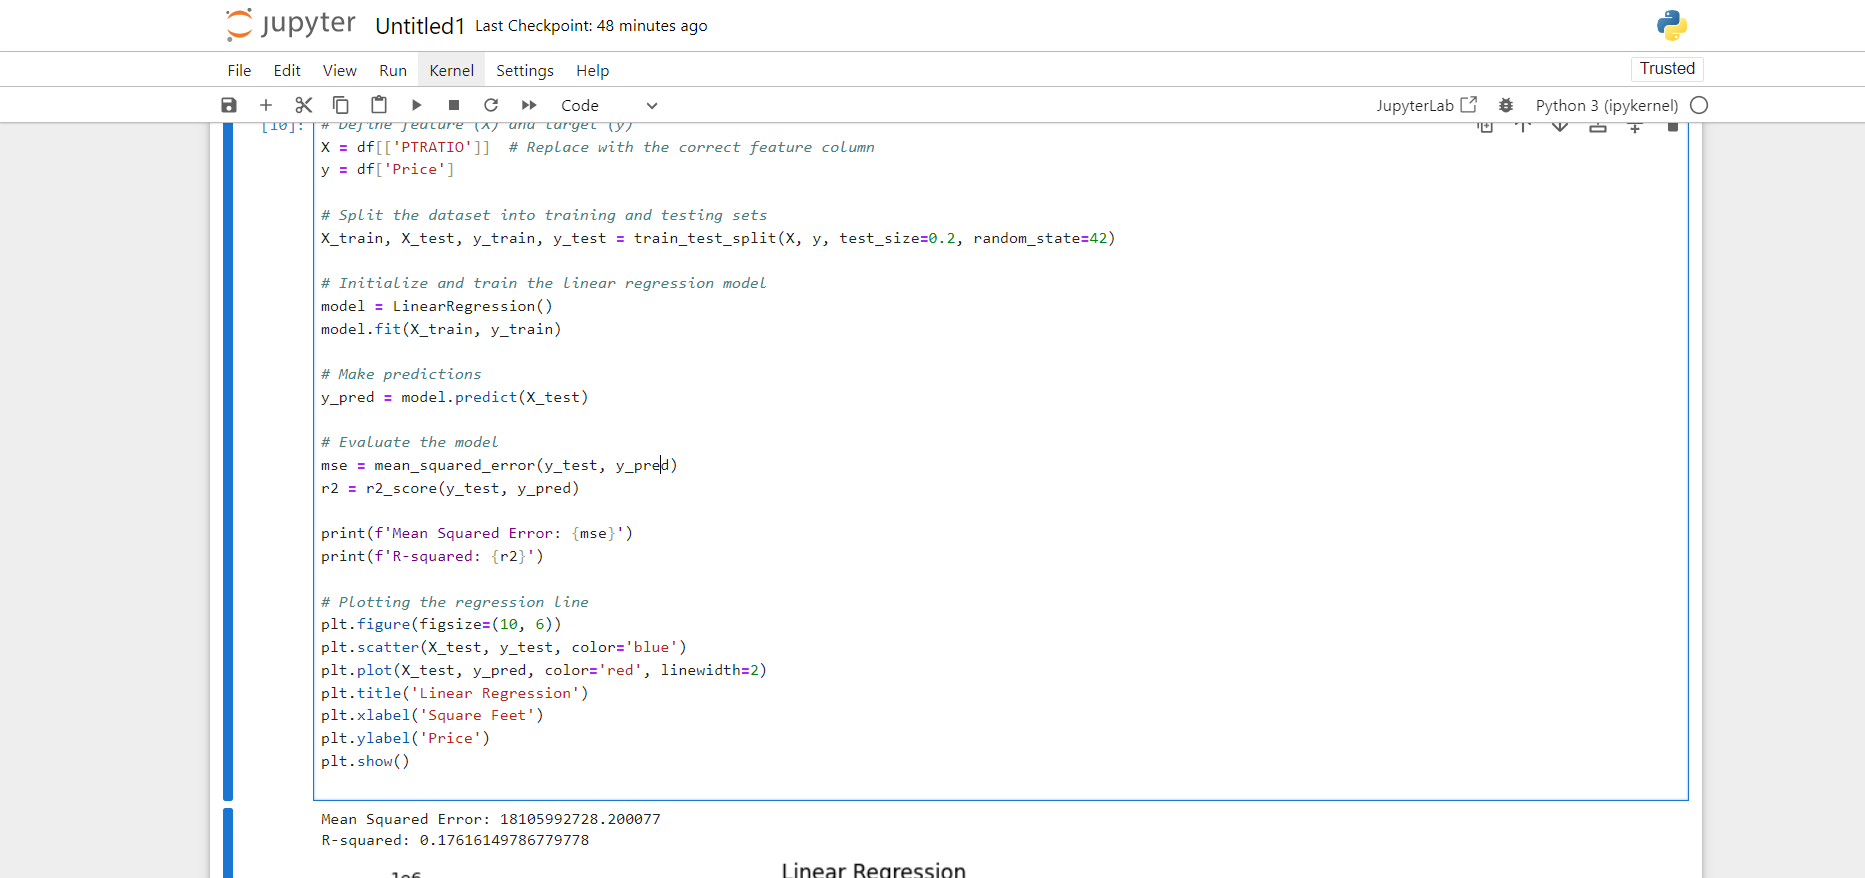 jupyter Untitled1 Last Checkpoint: 48 minutes ago
File Edit View Run Kernel Settings Help
Trusted
Code
JupyterLab Python 3 (ipykernel)
[10]: # Define feature (X) and target (y)
X = df[['PTRATIO']]  # Replace with the correct feature column
y = df['Price']
# Split the dataset into training and testing sets
X_train, X_test, y_train, y_test = train_test_split(X, y, test_size=0.2, random_state=42)
# Initialize and train the linear regression model
model = LinearRegression()
model.fit(X_train, y_train)
# Make predictions
y_pred = model.predict(X_test)
# Evaluate the model
mse = mean_squared_error(y_test, y_pred)
r2 = r2_score(y_test, y_pred)
print(f'Mean Squared Error: {mse}')
print(f'R-squared: {r2}')
# Plotting the regression line
plt.figure(figsize=(10, 6))
plt.scatter(X_test, y_test, color='blue')
plt.plot(X_test, y_pred, color='red', linewidth=2)
plt.title('Linear Regression')
plt.xlabel('Square Feet')
plt.ylabel('Price')
plt.show()
Mean Squared Error: 18105992728.200077
R-squared: 0.17616149786779778
Linear Regression
1e6